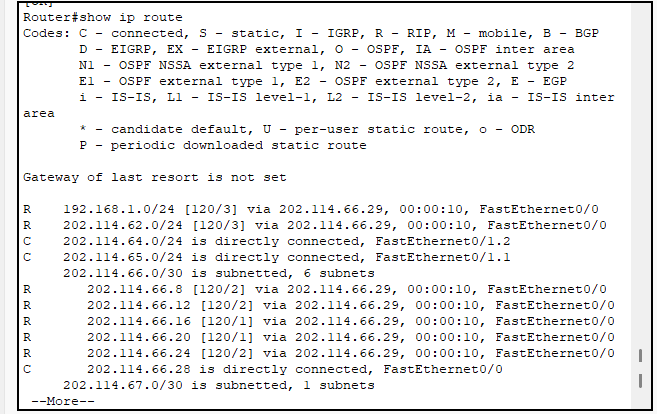 Router#show ip route
Codes: C - connected, S - static, I - IGRP, R - RIP, M - mobile, B - BGP
       D - EIGRP, EX - EIGRP external, O - OSPF, IA - OSPF inter area
       N1 - OSPF NSSA external type 1, N2 - OSPF NSSA external type 2
       E1 - OSPF external type 1, E2 - OSPF external type 2, E - EGP
       i - IS-IS, L1 - IS-IS level-1, L2 - IS-IS level-2, ia - IS-IS inter
area
       * - candidate default, U - per-user static route, o - ODR
       P - periodic downloaded static route
Gateway of last resort is not set
R    192.168.1.0/24 [120/3] via 202.114.66.29, 00:00:10, FastEthernet0/0
R    202.114.62.0/24 [120/3] via 202.114.66.29, 00:00:10, FastEthernet0/0
C    202.114.64.0/24 is directly connected, FastEthernet0/1.2
C    202.114.65.0/24 is directly connected, FastEthernet0/1.1
     202.114.66.0/30 is subnetted, 6 subnets
R       202.114.66.8 [120/2] via 202.114.66.29, 00:00:10, FastEthernet0/0
R       202.114.66.12 [120/2] via 202.114.66.29, 00:00:10, FastEthernet0/0
R       202.114.66.16 [120/1] via 202.114.66.29, 00:00:10, FastEthernet0/0
R       202.114.66.20 [120/1] via 202.114.66.29, 00:00:10, FastEthernet0/0
R       202.114.66.24 [120/2] via 202.114.66.29, 00:00:10, FastEthernet0/0
C       202.114.66.28 is directly connected, FastEthernet0/0
     202.114.67.0/30 is subnetted, 1 subnets
 --More--